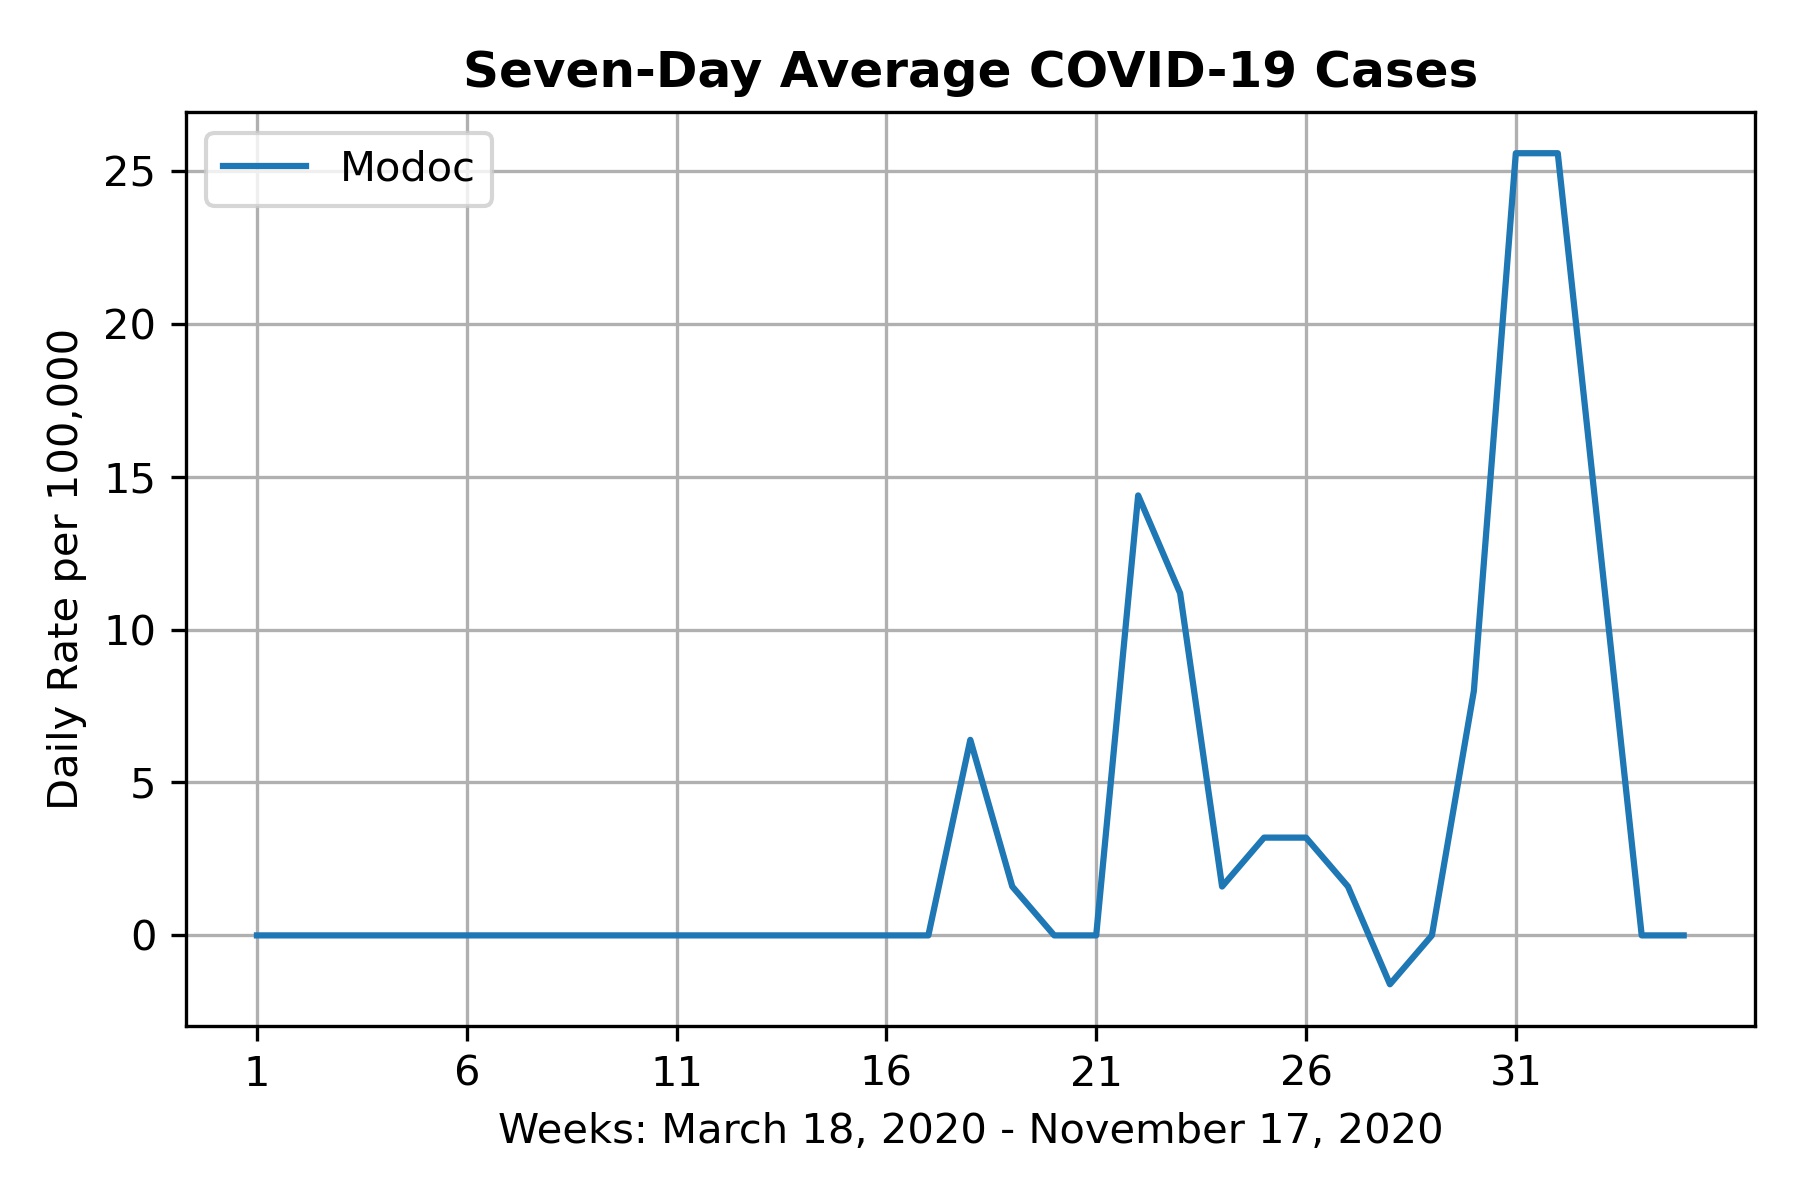 Seven-Day Average COVID-19 Cases
Modoc
25
20
15
10
5
0
Daily Rate per 100,000
1 6 11 16 21 26 31
Weeks: March 18, 2020 - November 17, 2020